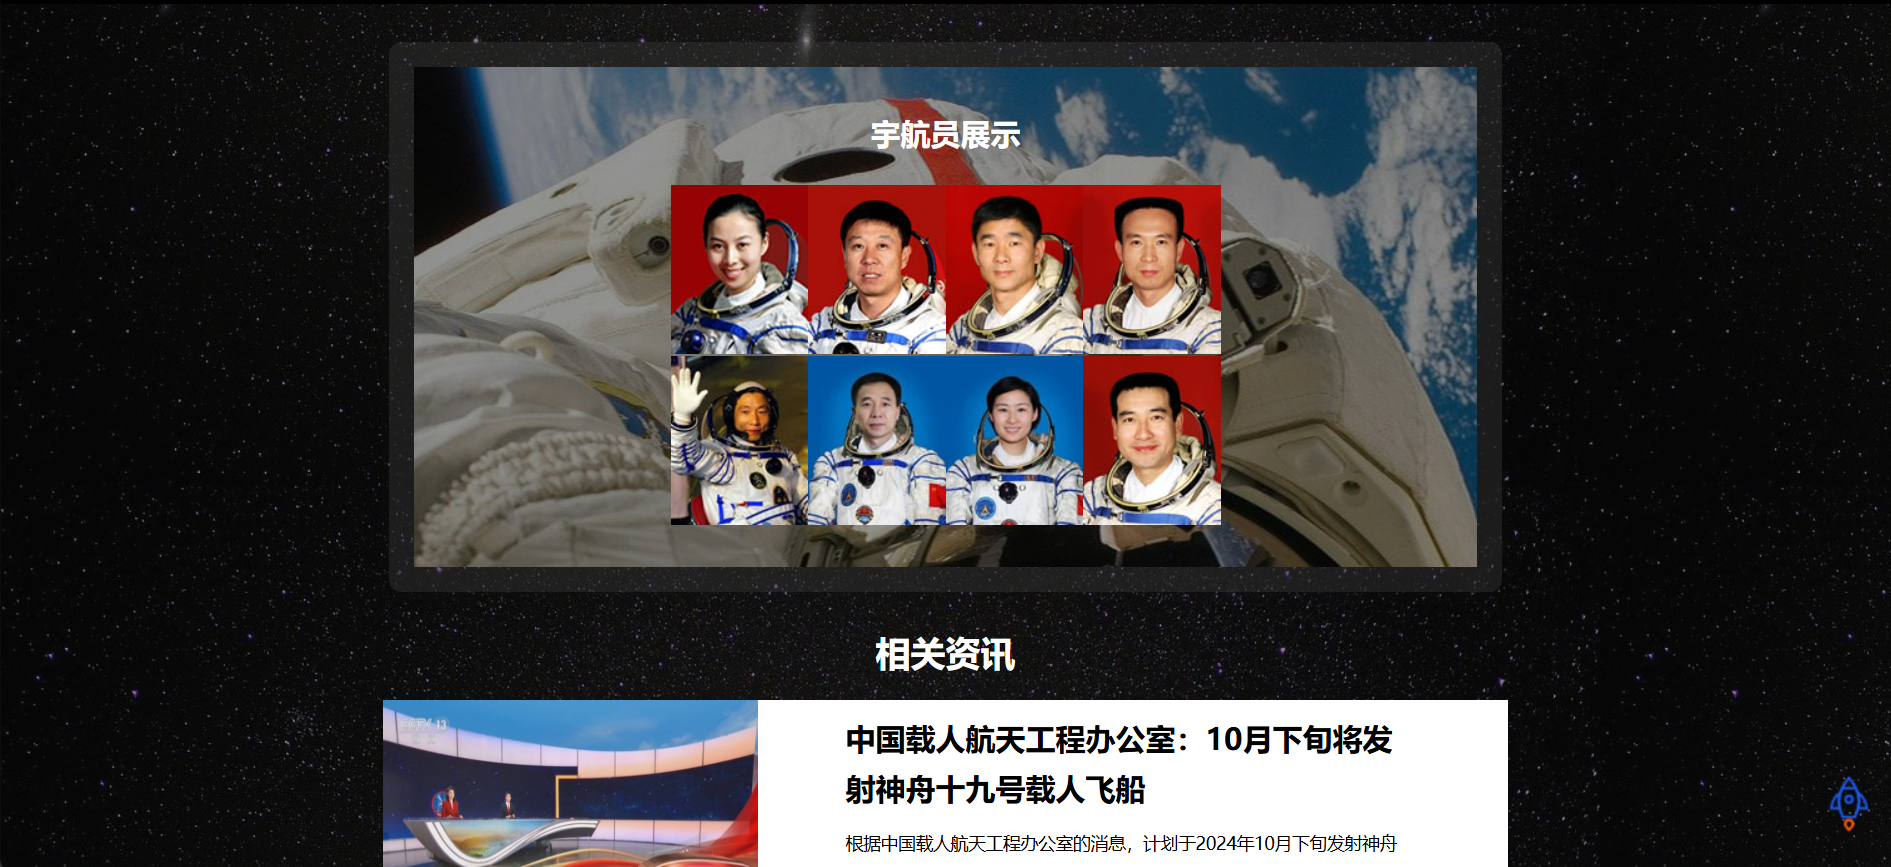 宇航员展示
相关资讯
CCTV 13
中国载人航天工程办公室：10月下旬将发
射神舟十九号载人飞船
根据中国载人航天工程办公室的消息，计划于2024年10月下旬发射神舟